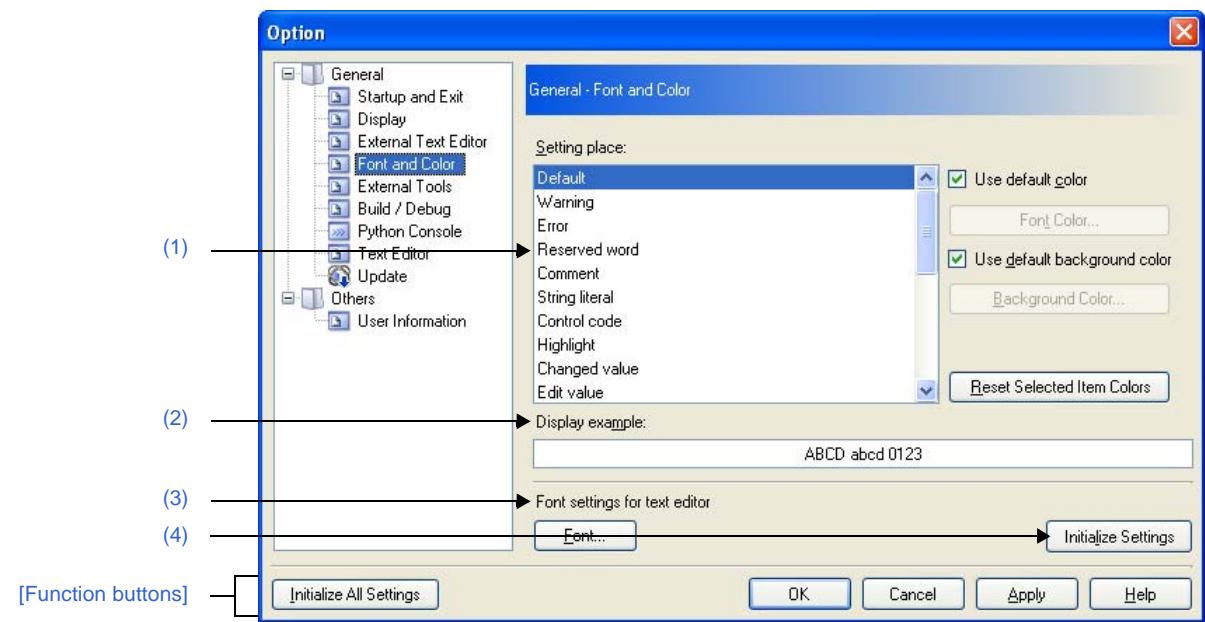 Option
General
Startup and Exit
Display
External Text Editor
Font and Color
External Tools
Build / Debug
Python Console
Text Editor
Update
Others
User Information
General - Font and Color
Setting place:
Default
Warning
Error
Reserved word
Comment
String literal
Control code
Highlight
Changed value
Edit value
Use default color
Font Color...
Use default background color
Background Color...
Reset Selected Item Colors
Display example:
ABCD abcd 0123
Font settings for text editor
Font...
Initialize Settings
Initialize All Settings
OK
Cancel
Apply
Help
(1)
(2)
(3)
(4)
[Function buttons]